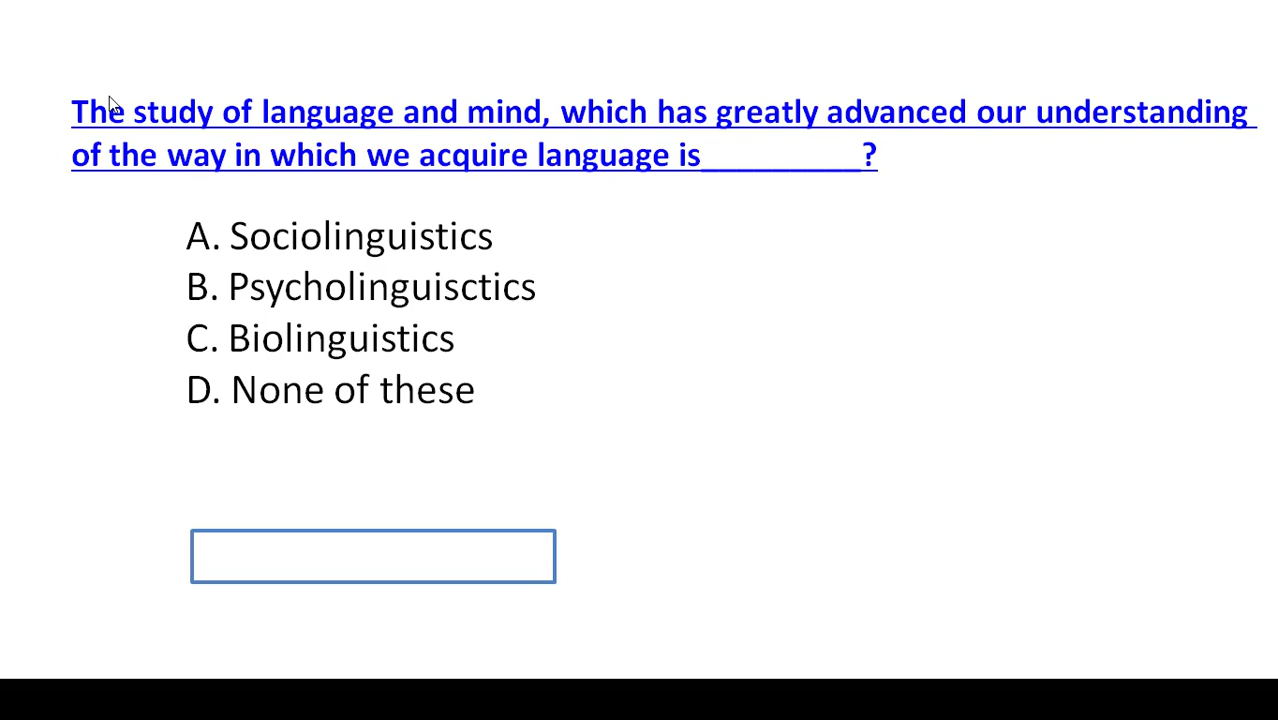 The study of language and mind, which has greatly advanced our understanding
of the way in which we acquire language is_________?
A. Sociolinguistics
B. Psycholinguisctics
C. Biolinguistics
D. None of these